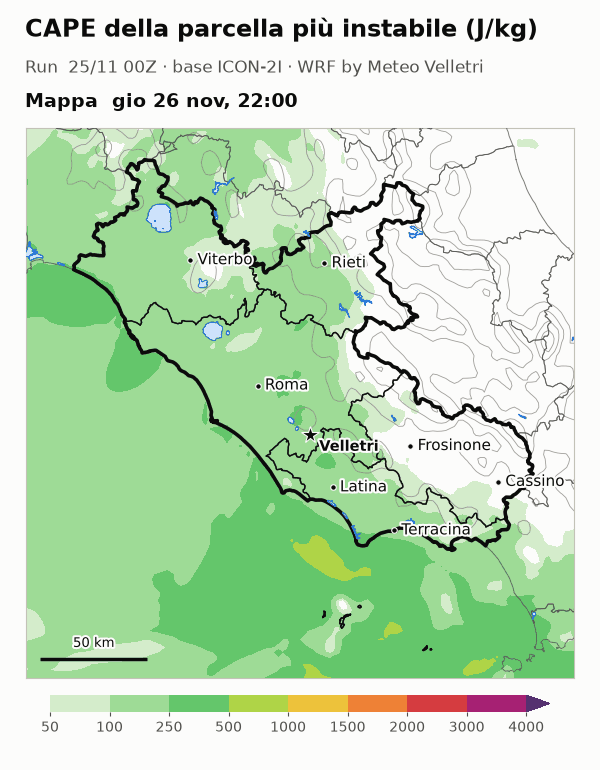 CAPE della parcella più instabile (J/kg)
Run 25/11 00Z · base ICON-2I · WRF by Meteo Velletri
Mappa gio 26 nov, 22:00
Viterbo
Rieti
Roma
Velletri
Frosinone
Latina
Cassino
Terracina
50 km
50 100 250 500 1000 1500 2000 3000 4000